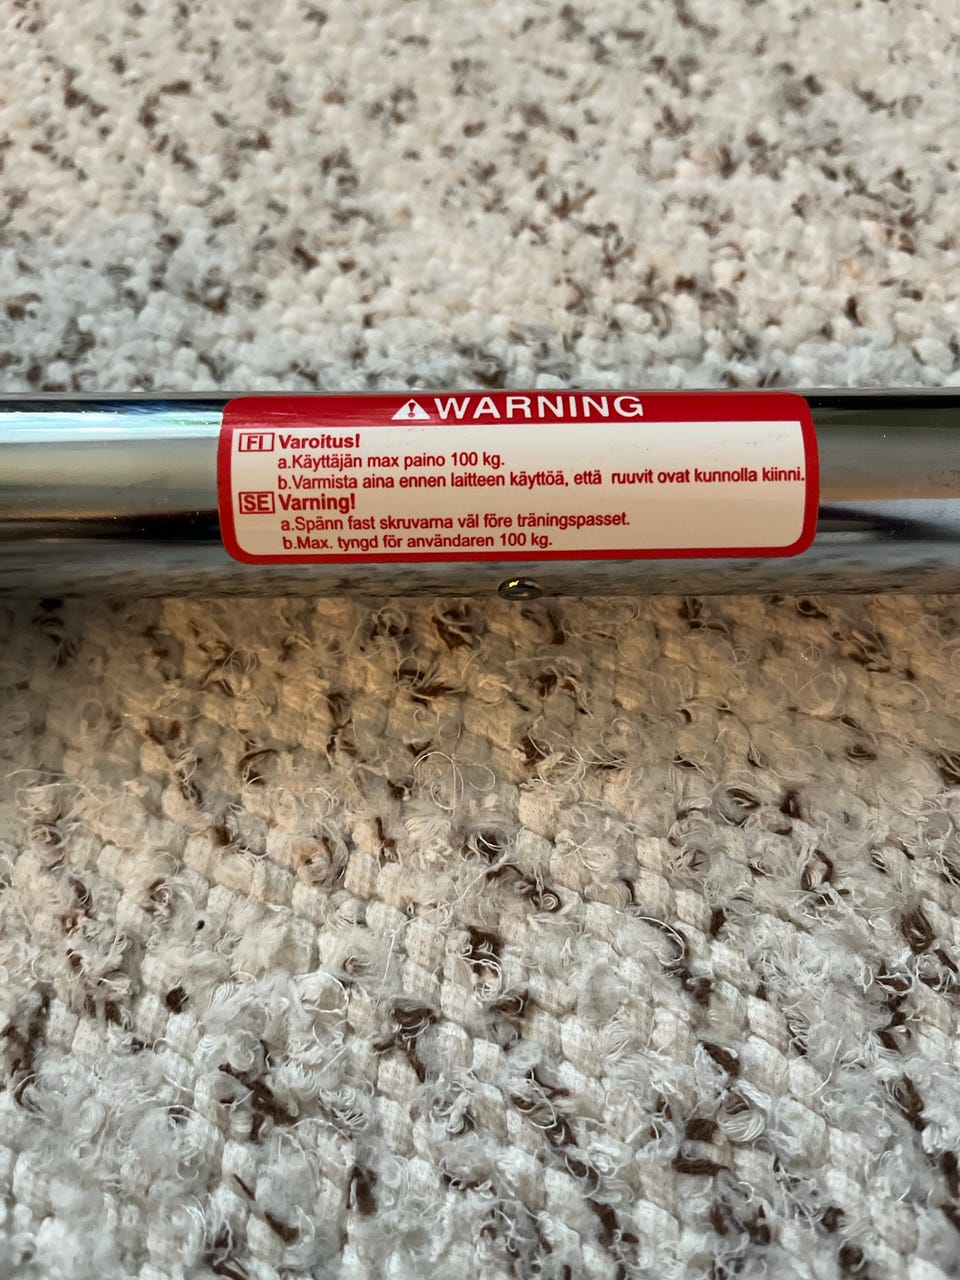 WARNING
FI Varoitus!
a.Käyttäjän max paino 100 kg.
b.Varmista aina ennen laitteen käyttöä, että ruuvit ovat kunnolla kiinni.
SE Varning!
a.Spänn fast skruvarna väl före träningspasset.
b.Max. tyngd för användaren 100 kg.